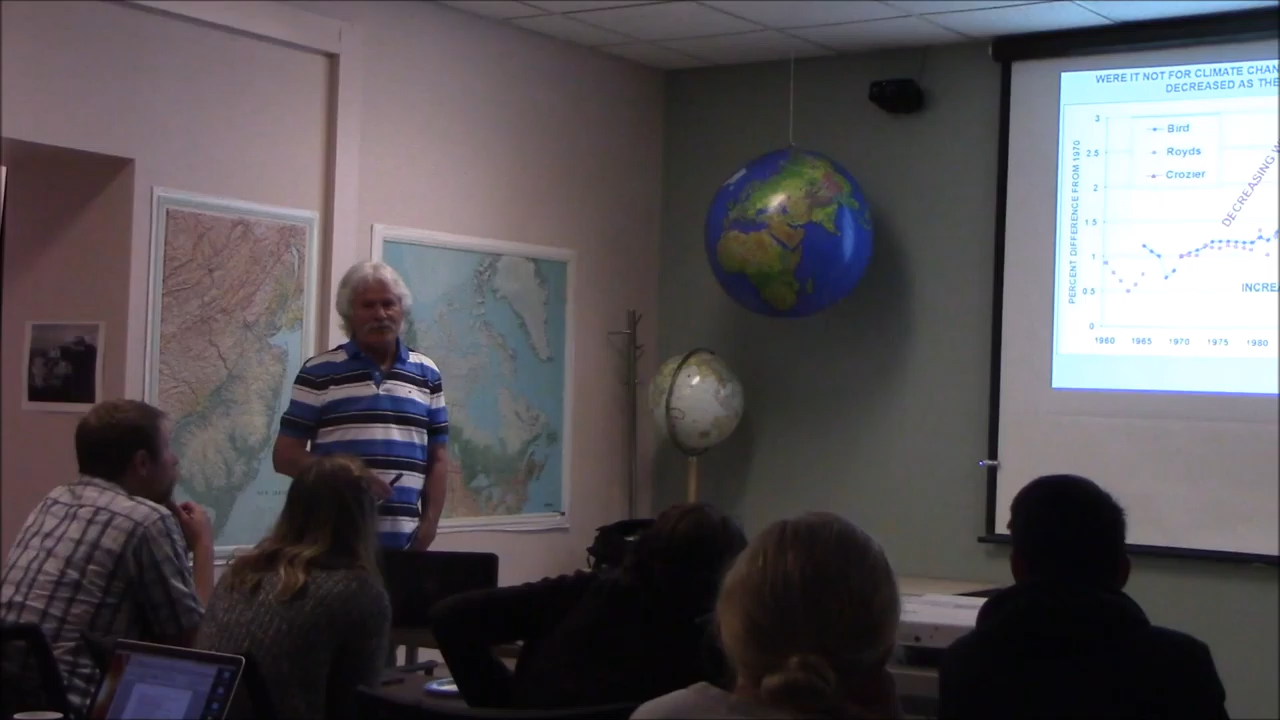 WERE IT NOT FOR CLIMATE CHAN
DECREASED AS THE
PERCENT DIFFERENCE FROM 1970
3
2.5
2
1.5
1
0.5
0
Bird
Royds
Crozier
DECREASING W
INCREA
1960 1965 1970 1975 1980